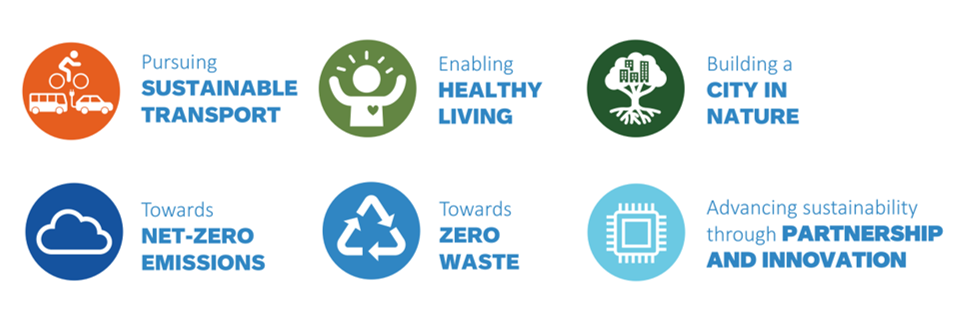 Pursuing
SUSTAINABLE
TRANSPORT
Enabling
HEALTHY
LIVING
Building a
CITY IN
NATURE
Towards
NET-ZERO
EMISSIONS
Towards
ZERO
WASTE
Advancing sustainability
through PARTNERSHIP
AND INNOVATION